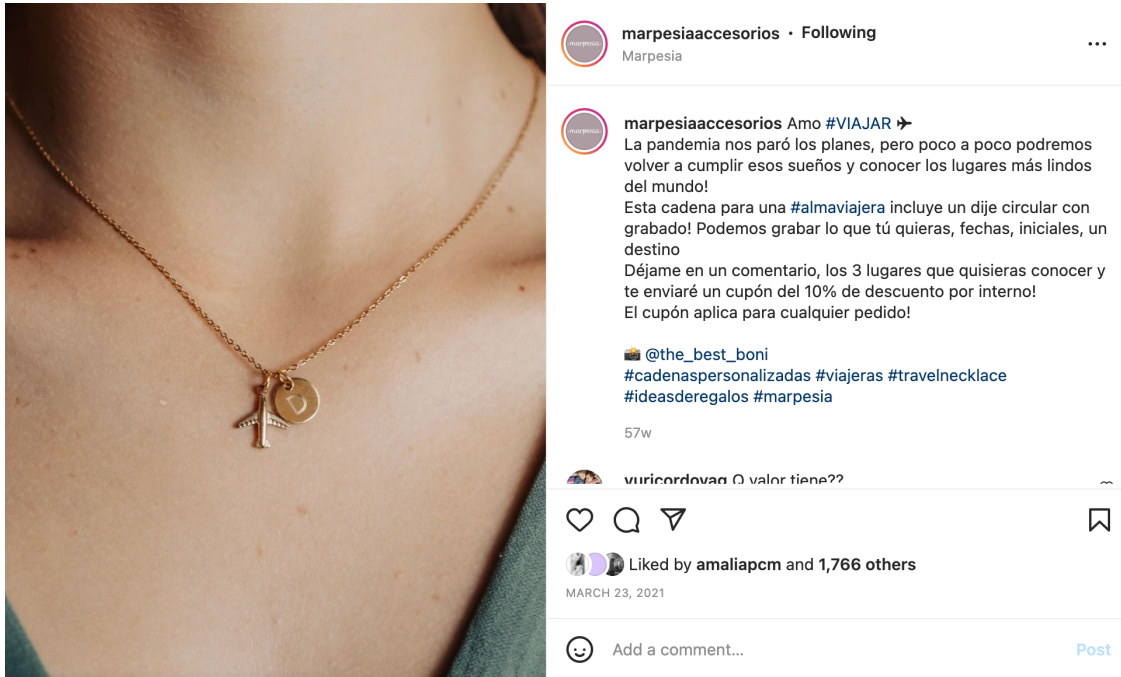 D
marpesia
marpesiaaccesorios • Following
Marpesia
marpesia
marpesiaaccesorios Amo #VIAJAR ✈
La pandemia nos paró los planes, pero poco a poco podremos
volver a cumplir esos sueños y conocer los lugares más lindos
del mundo!
Esta cadena para una #almaviajera incluye un dije circular con
grabado! Podemos grabar lo que tú quieras, fechas, iniciales, un
destino
Déjame en un comentario, los 3 lugares que quisieras conocer y
te enviaré un cupón del 10% de descuento por interno!
El cupón aplica para cualquier pedido!
📸 @the_best_boni
#cadenaspersonalizadas #viajeras #travelnecklace
#ideasderegalos #marpesia
57w
yuricordovag Q valor tiene??
Liked by amaliapcm and 1,766 others
MARCH 23, 2021
Add a comment...
Post